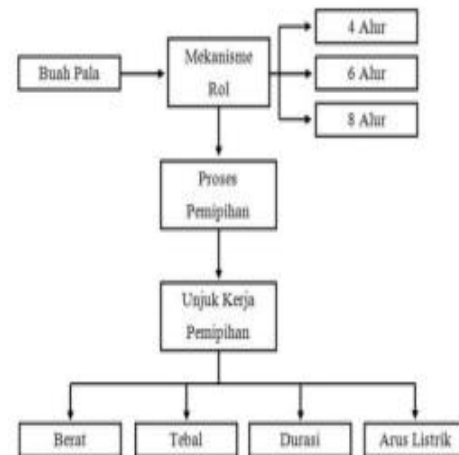 4 Alur
Buah Pala
Mekanisme
Rol
6 Alur
8 Alur
Proses
Pemipihan
Unjuk Kerja
Pemipihan
Berat
Tebal
Durasi
Arus Listrik